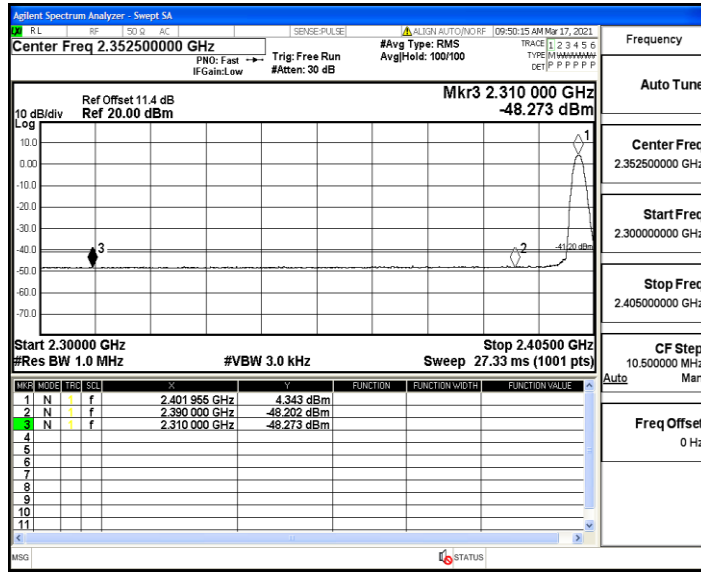 Agilent Spectrum Analyzer - Swept SA
RL RF 50 Ω AC SENSE:PULSE ALIGN AUTO/NO RF 09:50:15 AM Mar 17, 2021
Center Freq 2.352500000 GHz
PNO: Fast
IFGain:Low
Trig: Free Run
#Atten: 30 dB
#Avg Type: RMS
Avg|Hold: 100/100
TRACE 1 2 3 4 5 6
TYPE M
DET P P P P P P
Mkr3 2.310 000 GHz
-48.273 dBm
Ref Offset 11.4 dB
10 dB/div Ref 20.00 dBm
Log
10.0
0.00
-10.0
-20.0
-30.0
-40.0
-50.0
-60.0
-70.0
1
2
3
-41.20 dBm
Start 2.30000 GHz Stop 2.40500 GHz
#Res BW 1.0 MHz #VBW 3.0 kHz Sweep 27.33 ms (1001 pts)
MKR MODE TRC SCL X Y FUNCTION FUNCTION WIDTH FUNCTION VALUE
1 N 1 f 2.401 955 GHz 4.343 dBm
2 N 1 f 2.390 000 GHz -48.202 dBm
3 N 1 f 2.310 000 GHz -48.273 dBm
4
5
6
7
8
9
10
11
MSG STATUS
Frequency
Auto Tune
Center Freq
2.352500000 GHz
Start Freq
2.300000000 GHz
Stop Freq
2.405000000 GHz
CF Step
10.500000 MHz
Auto Man
Freq Offset
0 Hz